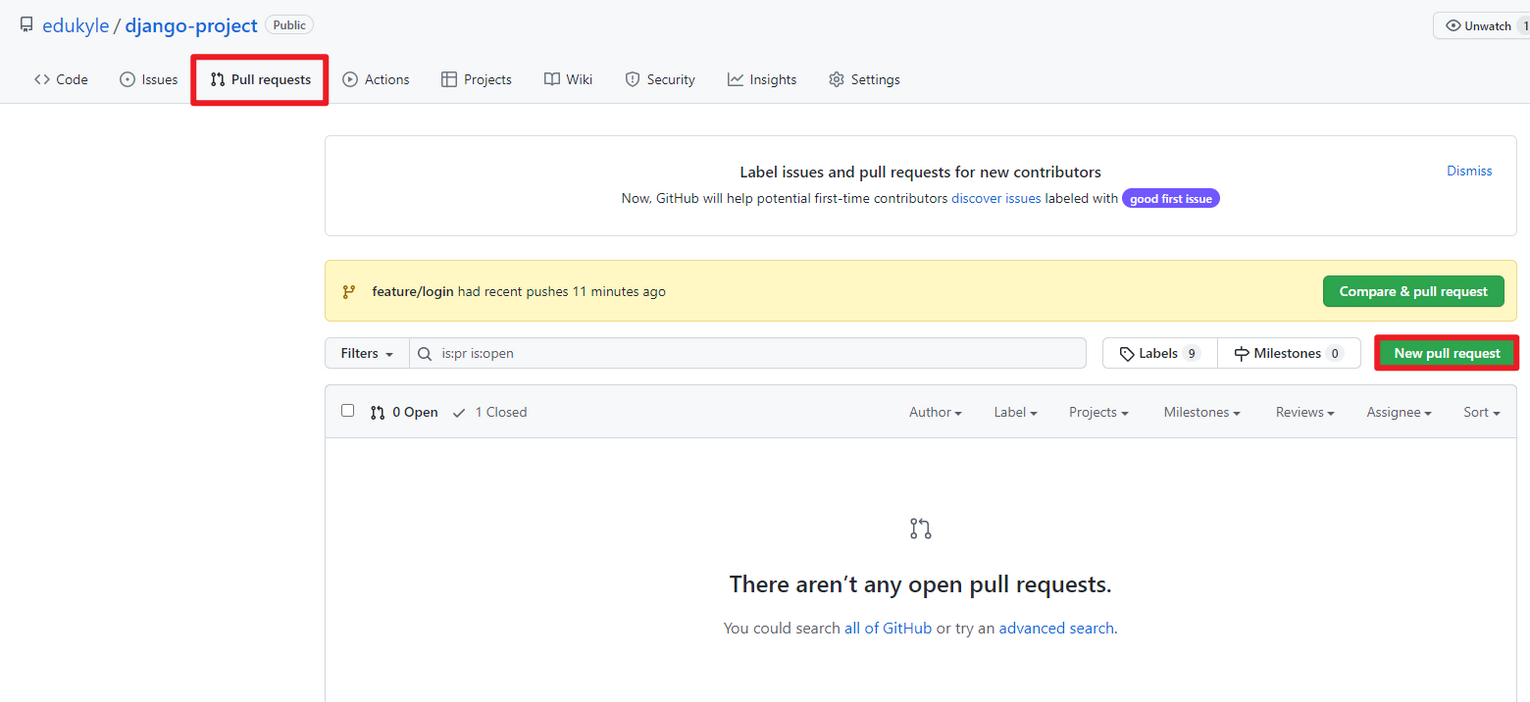 edukyle / django-project Public
Unwatch 1
Code Issues Pull requests Actions Projects Wiki Security Insights Settings
Label issues and pull requests for new contributors
Dismiss
Now, GitHub will help potential first-time contributors discover issues labeled with good first issue
feature/login had recent pushes 11 minutes ago
Compare & pull request
Filters is:pr is:open Labels 9 Milestones 0 New pull request
0 Open 1 Closed Author Label Projects Milestones Reviews Assignee Sort
There aren’t any open pull requests.
You could search all of GitHub or try an advanced search.